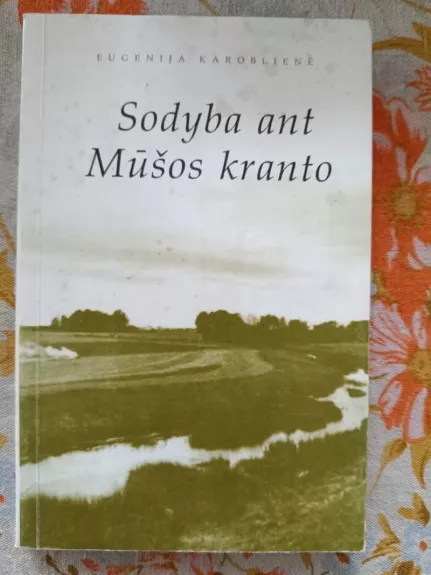 EUGENIJA KAROBLIENĖ
Sodyba ant
Mūšos kranto